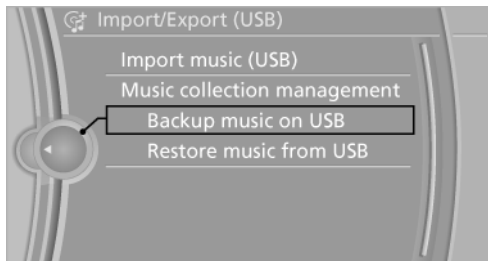 Import/Export (USB)
Import music (USB)
Music collection management
Backup music on USB
Restore music from USB